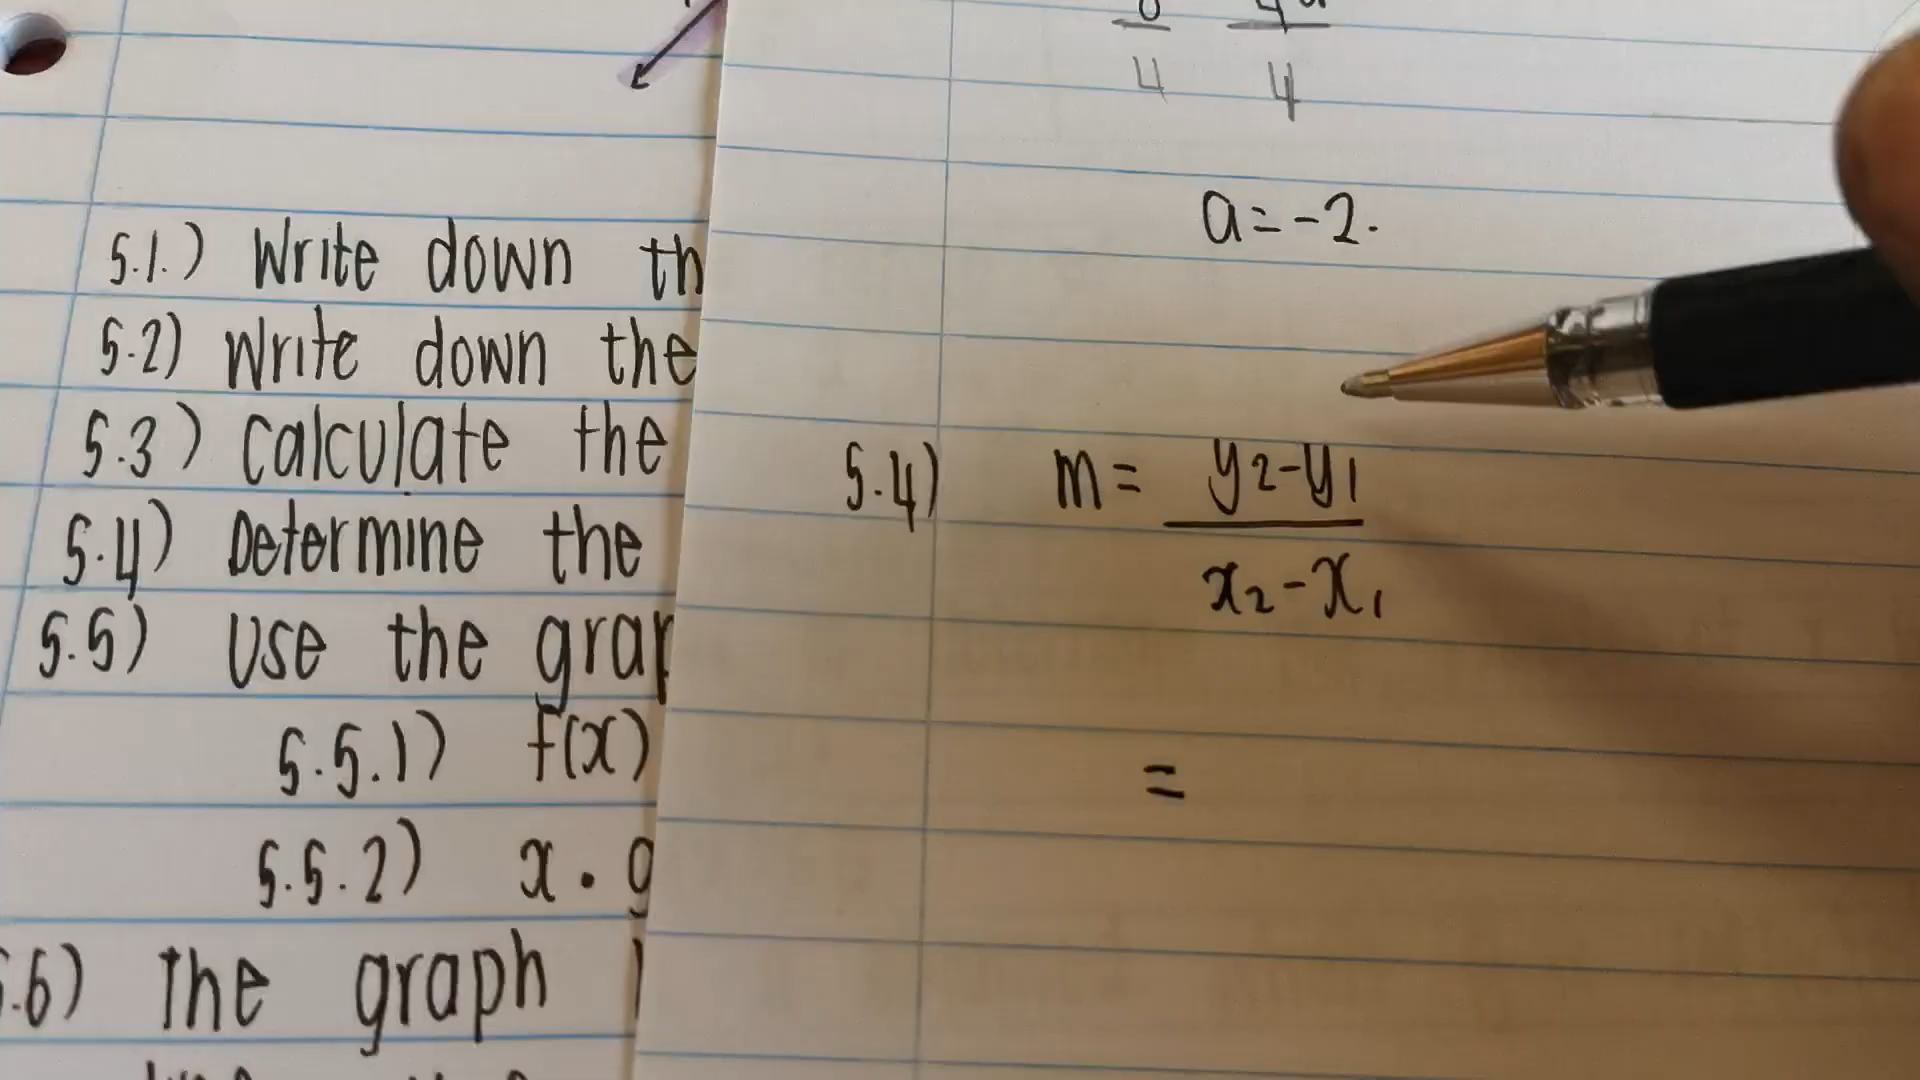 5.1.) Write down
5.2) Write down the
5.3) Calculate the
5.4) Determine the
5.5) Use the
5.5.1) f(x)
5.5.2) x .
.6) The graph
4 4
a = -2.
5.4) m = y2-y1
x2-x1
=